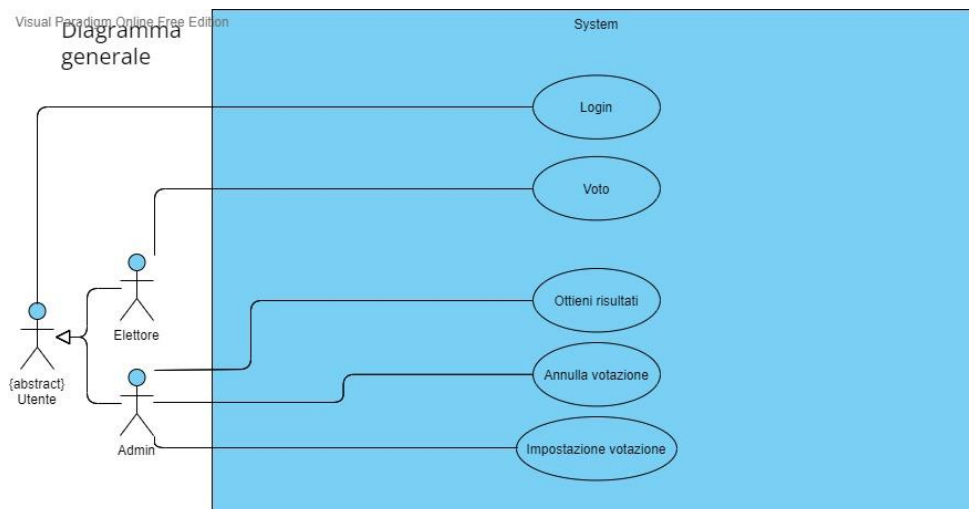 Visual Paradigm Online Free Edition
Diagramma
generale
System
Login
Voto
Ottieni risultati
Elettore
Annulla votazione
{abstract}
Utente
Admin
Impostazione votazione